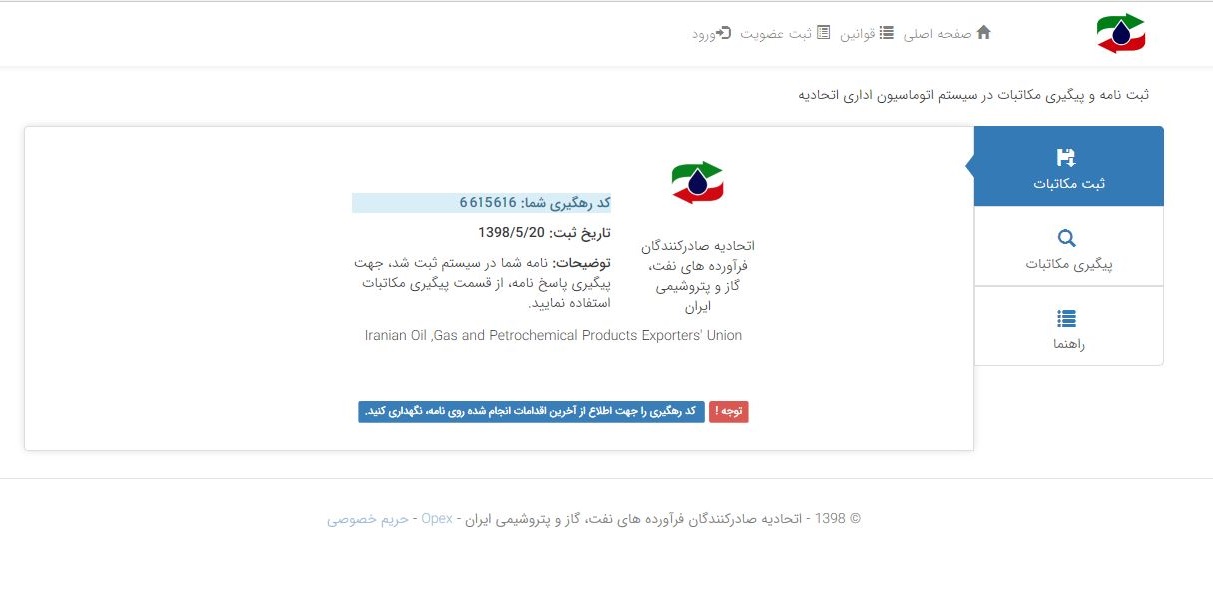 صفحه اصلی قوانین ثبت عضویت ورود
ثبت نامه و پیگیری مکاتبات در سیستم اتوماسیون اداری اتحادیه
ثبت مکاتبات
پیگیری مکاتبات
راهنما
اتحادیه صادرکنندگان
فرآورده های نفت،
گاز و پتروشیمی
ایران
کد رهگیری شما: 6615616
تاریخ ثبت: 1398/5/20
توضیحات: نامه شما در سیستم ثبت شد، جهت
پیگیری پاسخ نامه، از قسمت پیگیری مکاتبات
استفاده نمایید.
Iranian Oil ,Gas and Petrochemical Products Exporters' Union
توجه ! کد رهگیری را جهت اطلاع از آخرین اقدامات انجام شده روی نامه، نگهداری کنید.
© 1398 - اتحادیه صادرکنندگان فرآورده های نفت، گاز و پتروشیمی ایران - Opex - حریم خصوصی